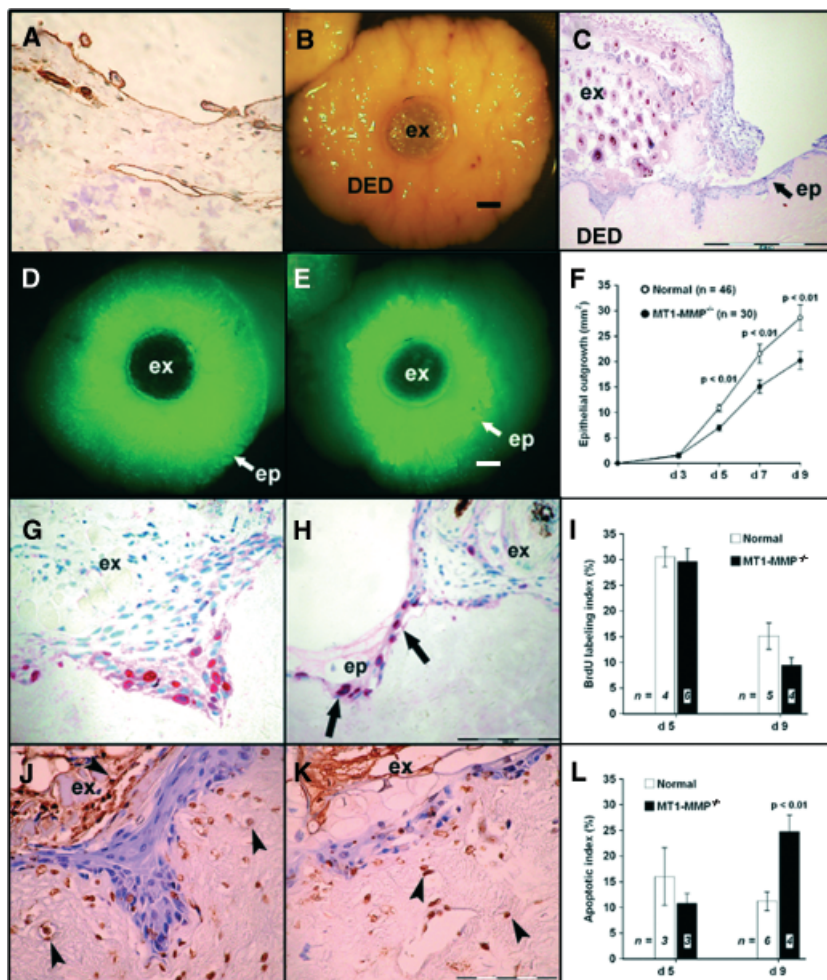 A
B
ex
DED
C
ex
ep
DED
D
ex
ep
E
ex
ep
F
Normal (n = 46)
MT1-MMP-/- (n = 30)
p < 0.01
p < 0.01
p < 0.01
Epithelial outgrowth (mm²)
35
30
25
20
15
10
5
0
d 3
d 5
d 7
d 9
G
ex
H
ex
ep
I
Normal
MT1-MMP-/-
BrdU labeling index (%)
35
30
25
20
15
10
5
0
n = 4 6
n = 5 4
d 5
d 9
J
ex
K
ex
L
Normal
MT1-MMP-/-
p < 0.01
Apoptotic index (%)
35
30
25
20
15
10
5
0
n = 3 3
n = 6 4
d 5
d 9